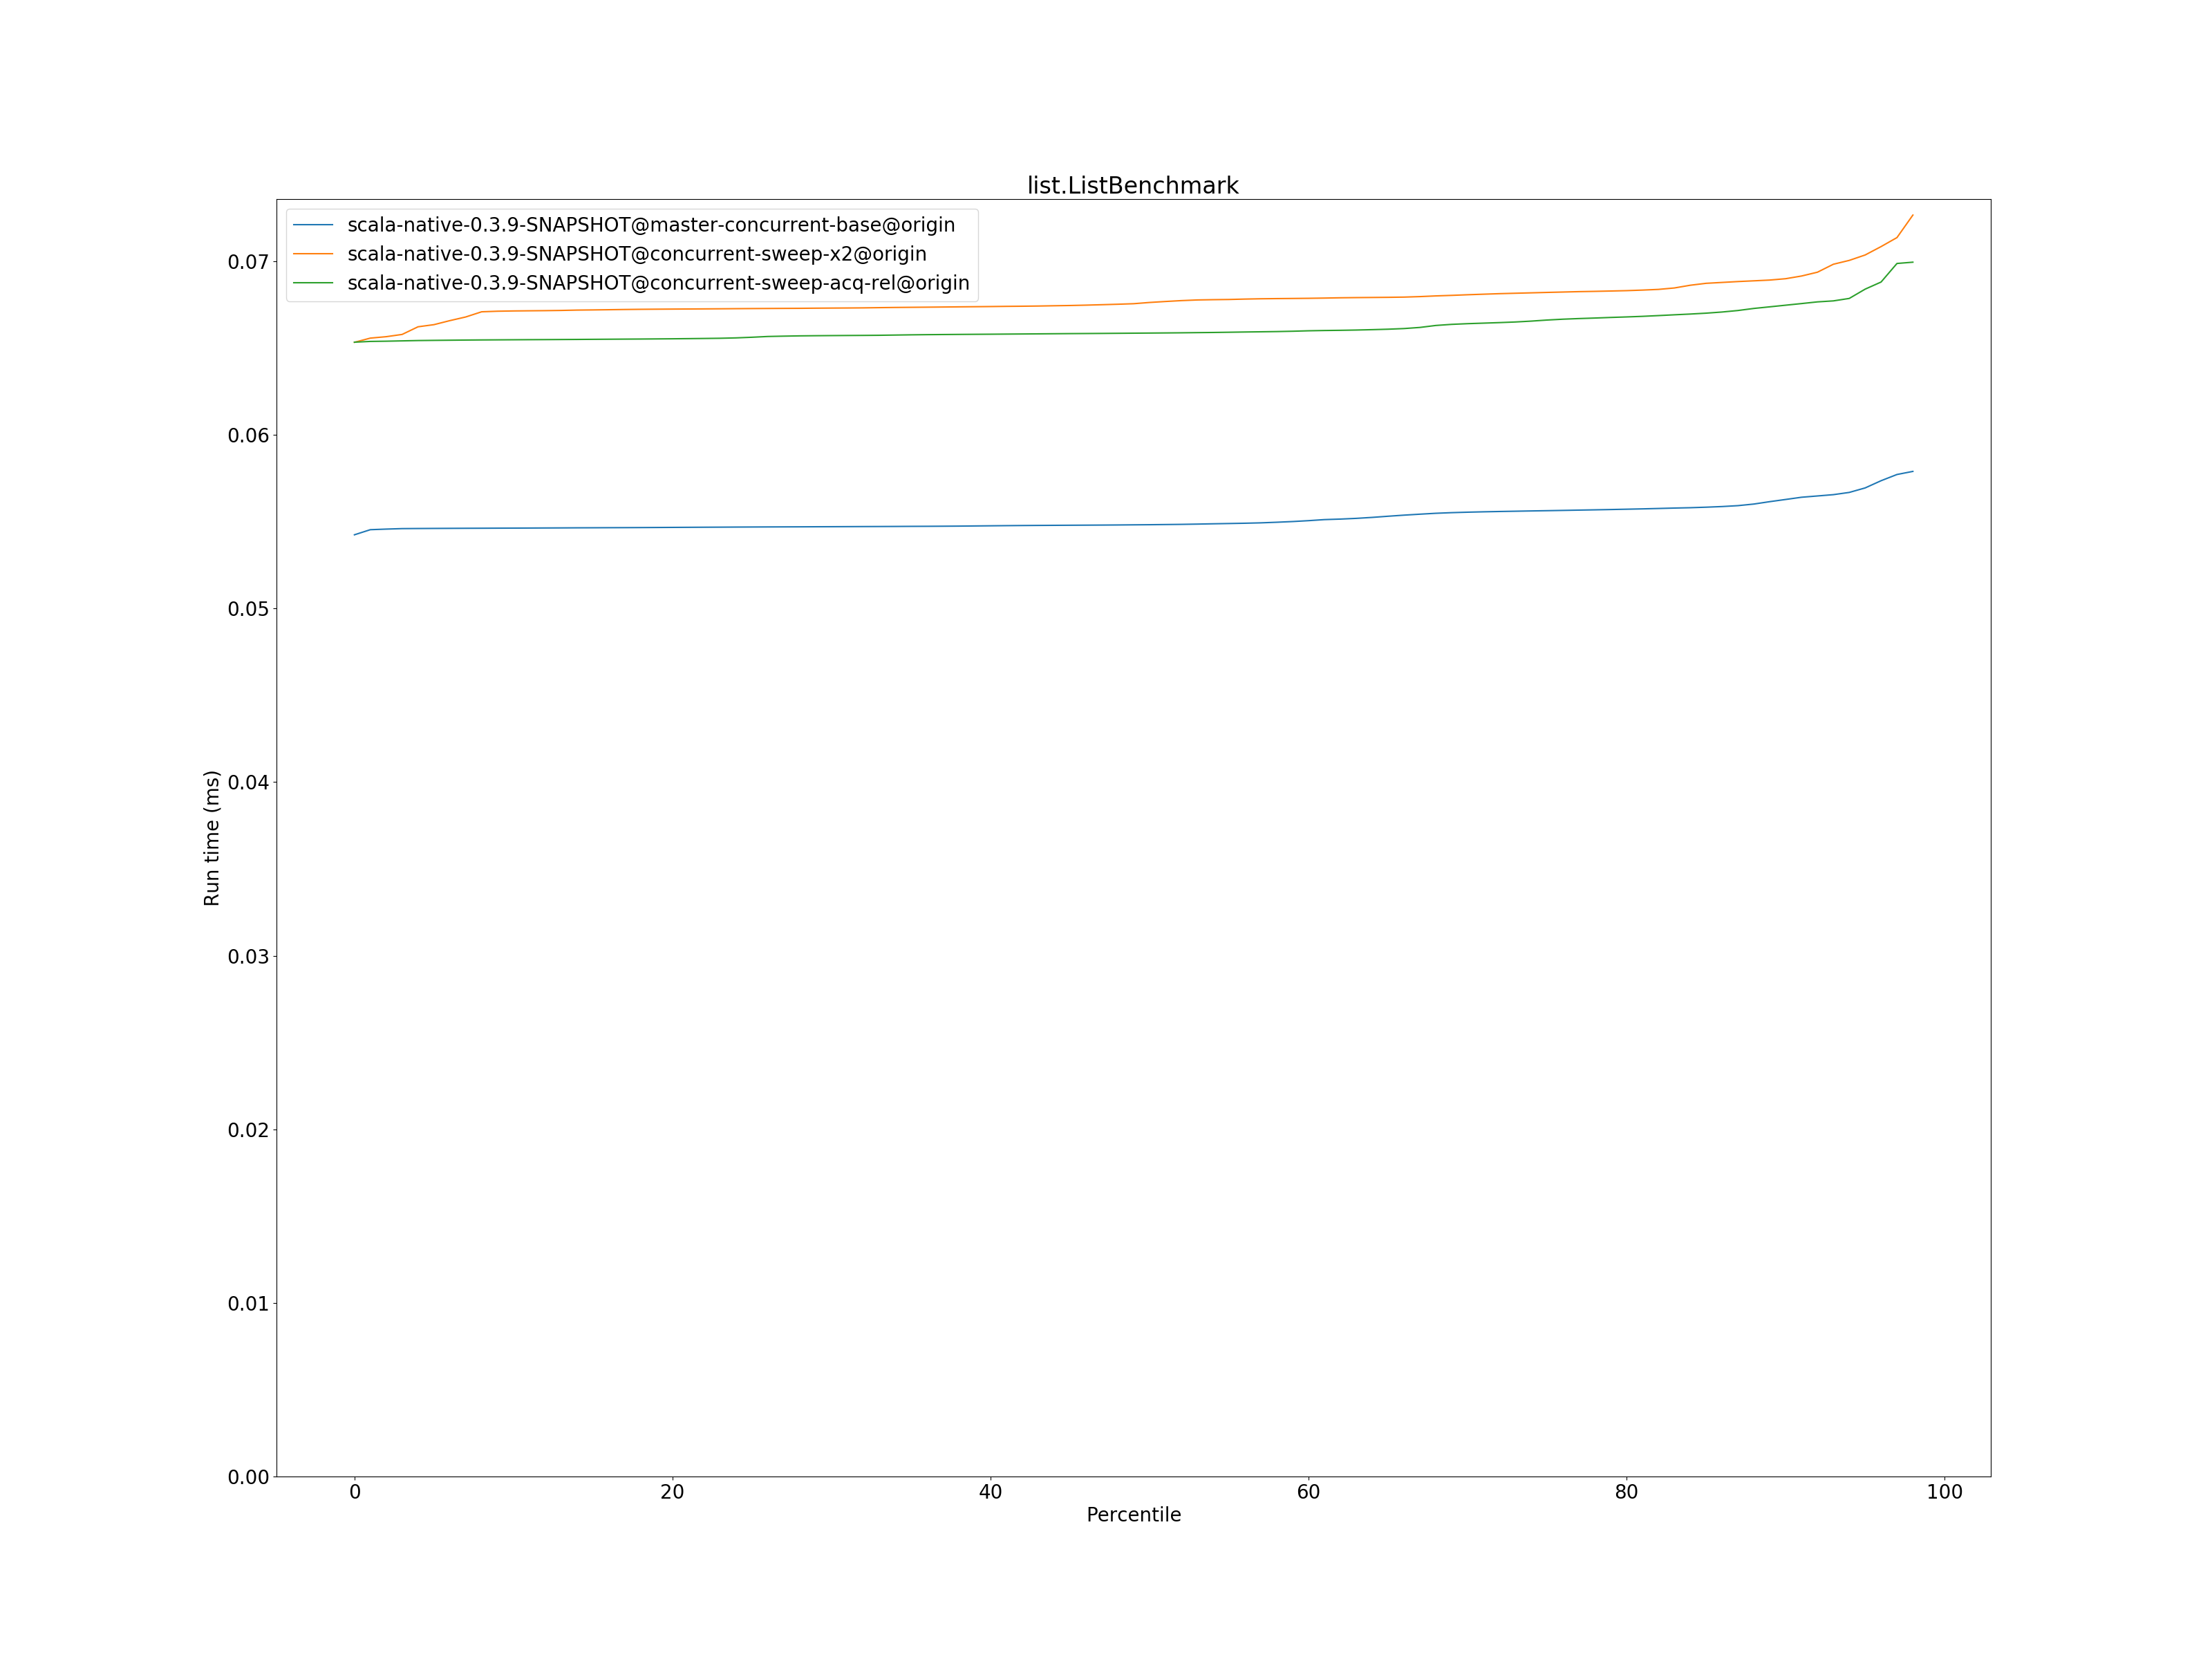 list.ListBenchmark
scala-native-0.3.9-SNAPSHOT@master-concurrent-base@origin
scala-native-0.3.9-SNAPSHOT@concurrent-sweep-x2@origin
scala-native-0.3.9-SNAPSHOT@concurrent-sweep-acq-rel@origin
0.07
0.06
0.05
0.04
0.03
0.02
0.01
0.00
Run time (ms)
0 20 40 60 80 100
Percentile